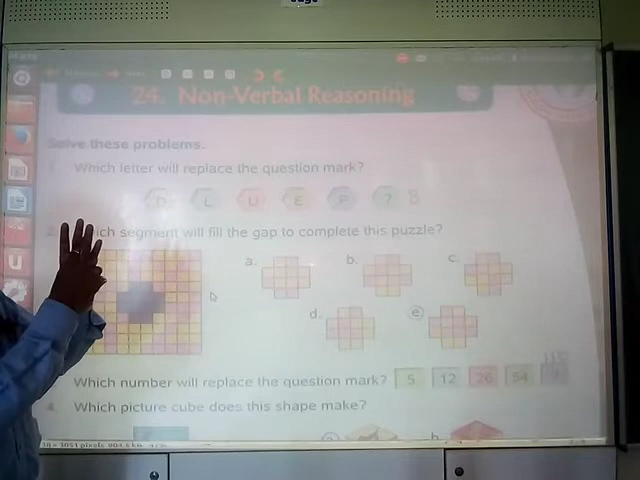 24. Non-Verbal Reasoning
Solve these problems.
Which letter will replace the question mark?
D L U E P ?
2. segment will fill the gap to complete this puzzle?
a. b. c.
d. e
Which number will replace the question mark? 5 12 26 54 ?
4. Which picture cube does this shape make?